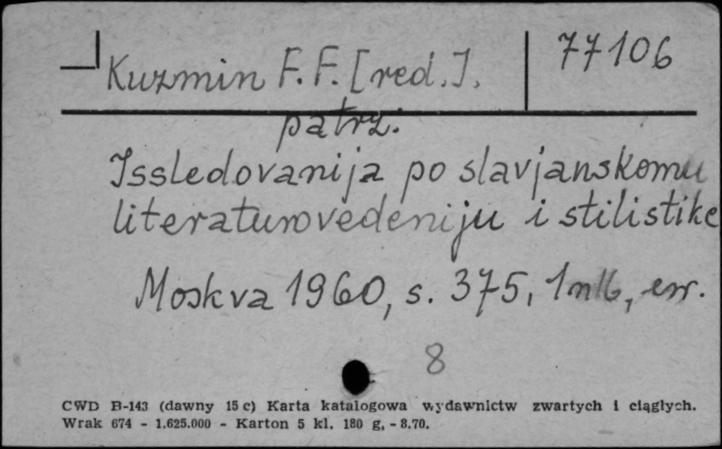 Kuzmin F. F. [red.]. 77106
patrz.
Issledovanija po slavjanskomu
literaturovedeniju i stilistike
Moskva 1960, s. 375, 1 nlb,
8
CWD B-143 (dawny 15 c) Karta katalogowa wydawnictw zwartych i ciągłych.
Wrak 674 - 1.625.000 - Karton 5 kl. 180 g. - 8.70.